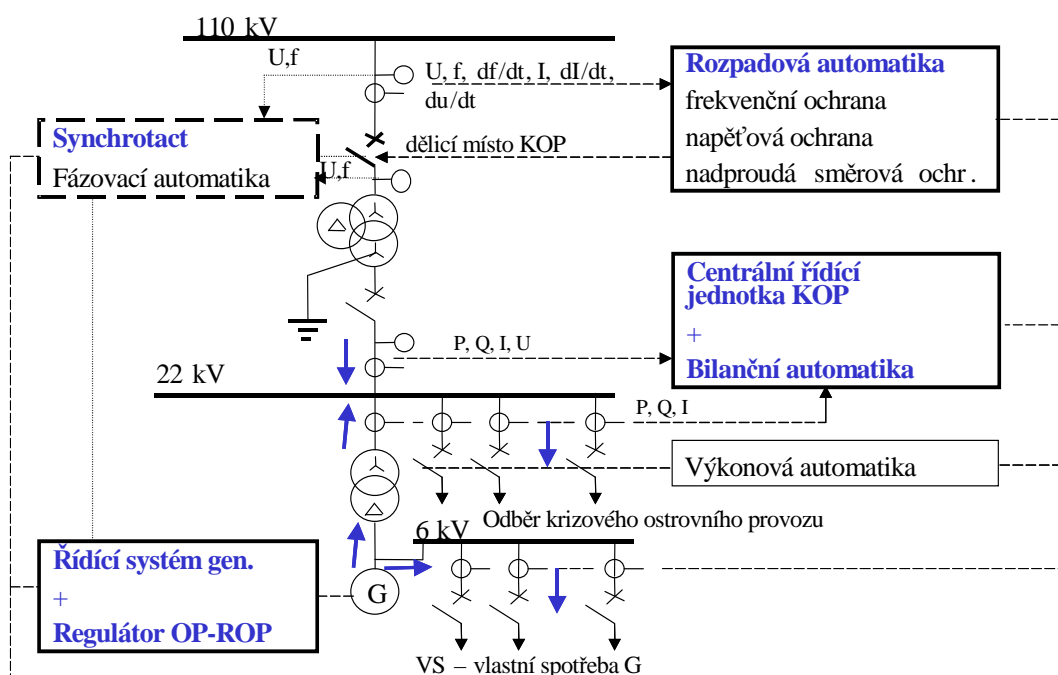 110 kV
U,f
U, f, df/dt, I, dI/dt,
du/dt
Rozpadová automatika
frekvenční ochrana
napěťová ochrana
nadproudá směrová ochr.
Synchrotact
Fázovací automatika
dělicí místo KOP
U,f
Centrální řídící
jednotka KOP
+
Bilanční automatika
P, Q, I, U
22 kV
P, Q, I
Výkonová automatika
Odběr krizového ostrovního provozu
6 kV
Řídící systém gen.
+
Regulátor OP-ROP
G
VS – vlastní spotřeba G